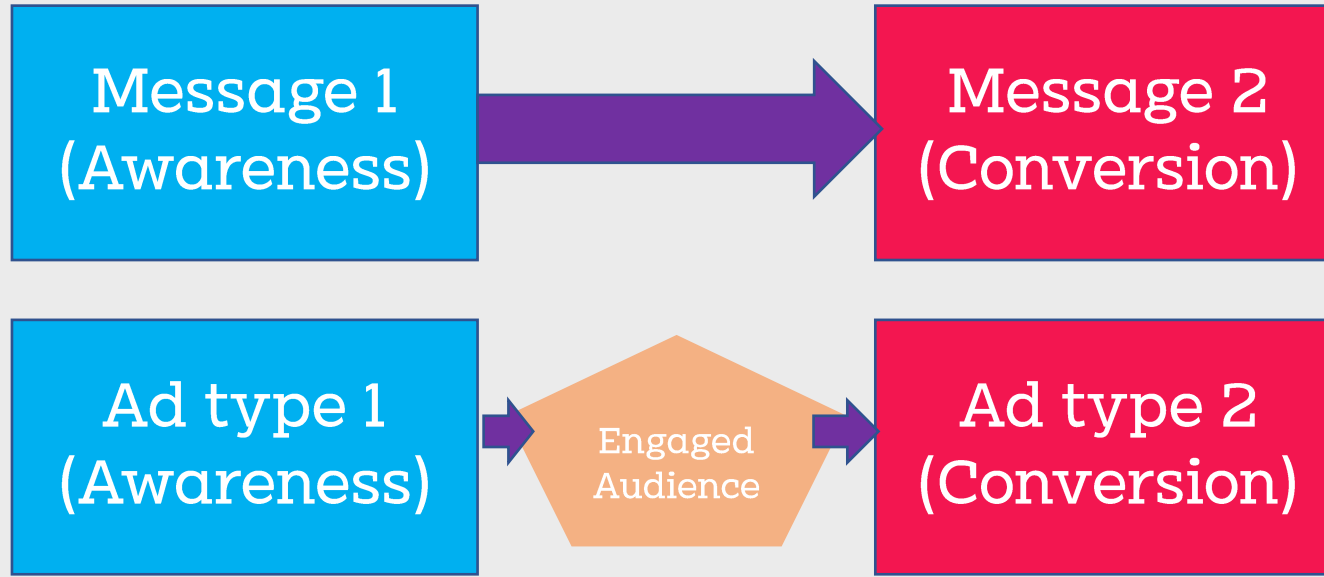 Message 1
(Awareness)
Message 2
(Conversion)
Ad type 1
(Awareness)
Engaged
Audience
Ad type 2
(Conversion)